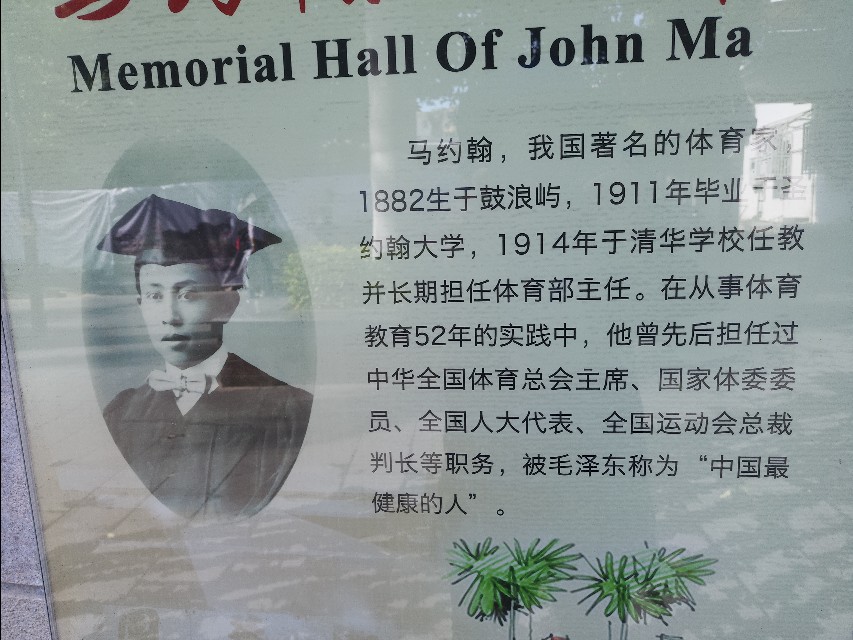 Memorial Hall Of John Ma
马约翰，我国著名的体育家
1882生于鼓浪屿，1911年毕业于圣
约翰大学，1914年于清华学校任教
并长期担任体育部主任。在从事体育
教育52年的实践中，他曾先后担任过
中华全国体育总会主席、国家体委委
员、全国人大代表、全国运动会总裁
判长等职务，被毛泽东称为“中国最
健康的人”。